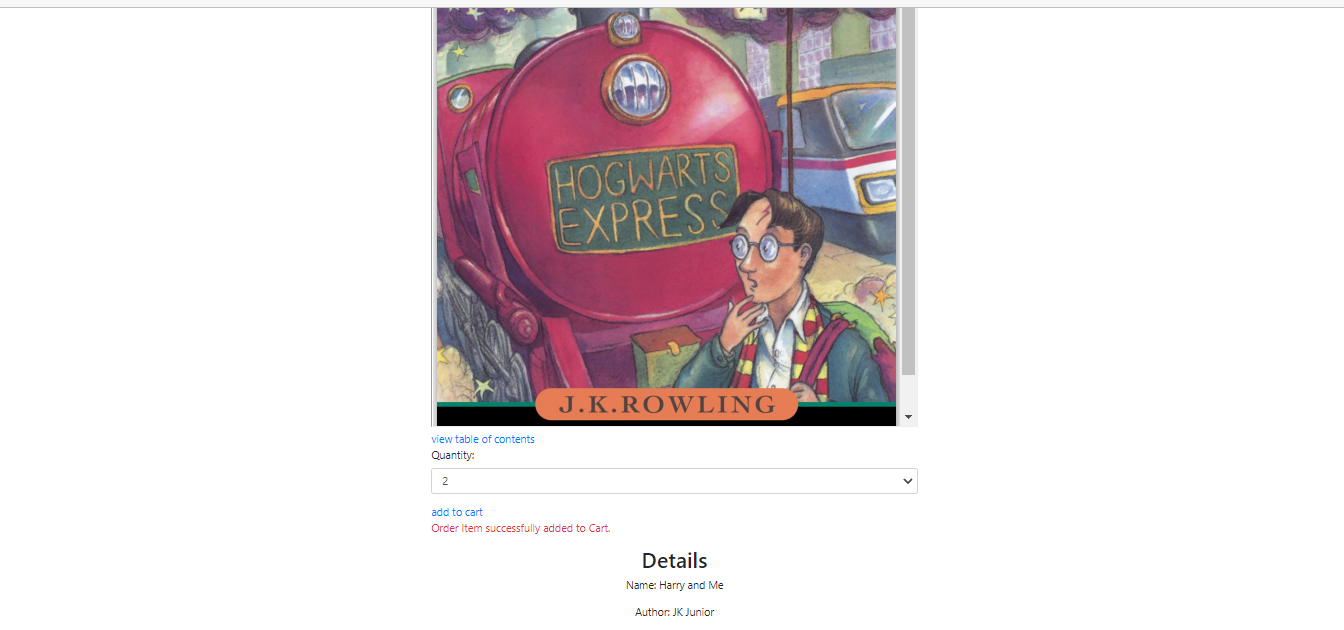 HOGWARTS
EXPRESS
J.K.ROWLING
view table of contents
Quantity:
2
add to cart
Order Item successfully added to Cart.
Details
Name: Harry and Me
Author: JK Junior